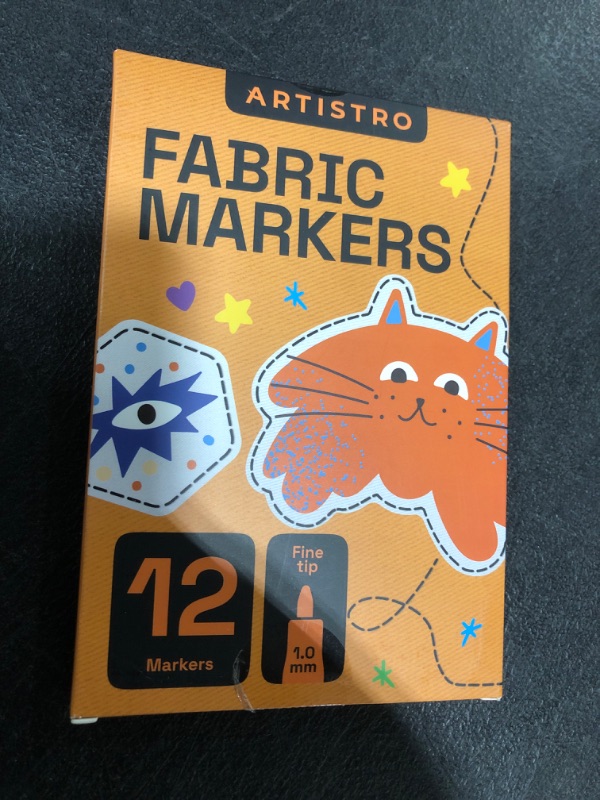 ARTISTRO
FABRIC
MARKERS
12
Markers
Fine
tip
1.0
mm